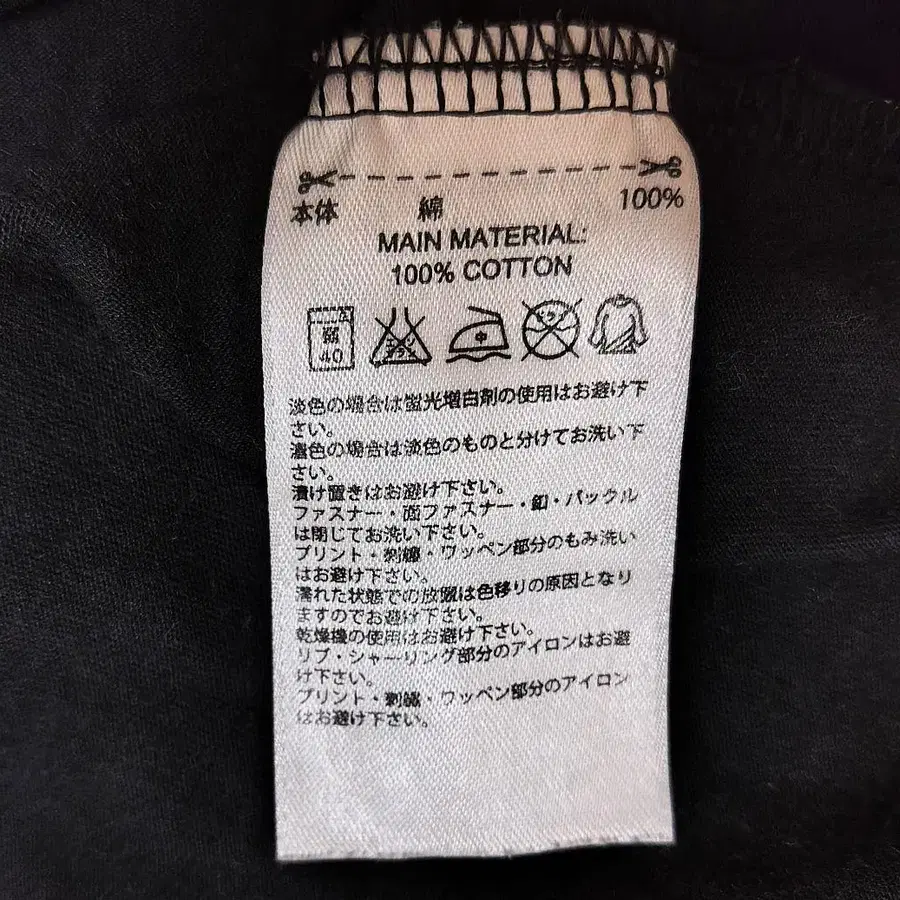 本体 綿 100%
MAIN MATERIAL:
100% COTTON
弱
40
淡色の場合は蛍光増白剤の使用はお避け下
さい。
濃色の場合は淡色のものと分けてお洗い下
さい。
漬け置きはお避け下さい。
ファスナー・面ファスナー・釦・バックル
は閉じてお洗い下さい。
プリント・刺繍・ワッペン部分のもみ洗い
はお避け下さい。
濡れた状態での放置は色移りの原因となり
ますのでお避け下さい。
乾燥機の使用はお避け下さい。
リブ・シャーリング部分のアイロンはお避
け下さい。
プリント・刺繍・ワッペン部分のアイロン
はお避け下さい。